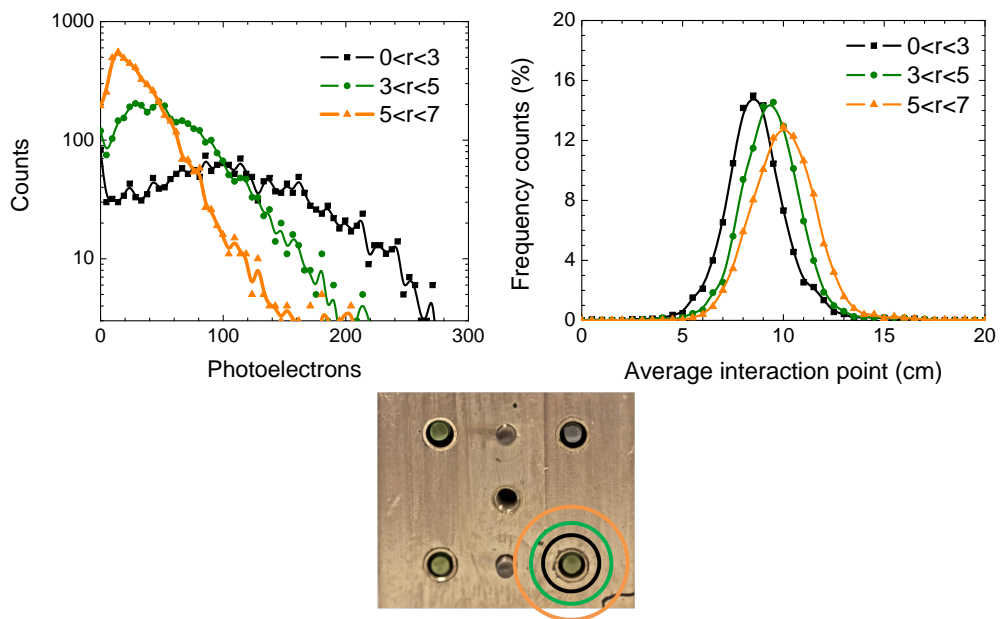 1000
100
10
0
100
200
300
Counts
Photoelectrons
0<r<3
3<r<5
5<r<7
20
16
12
8
4
0
0
5
10
15
20
Frequency counts (%)
Average interaction point (cm)
0<r<3
3<r<5
5<r<7